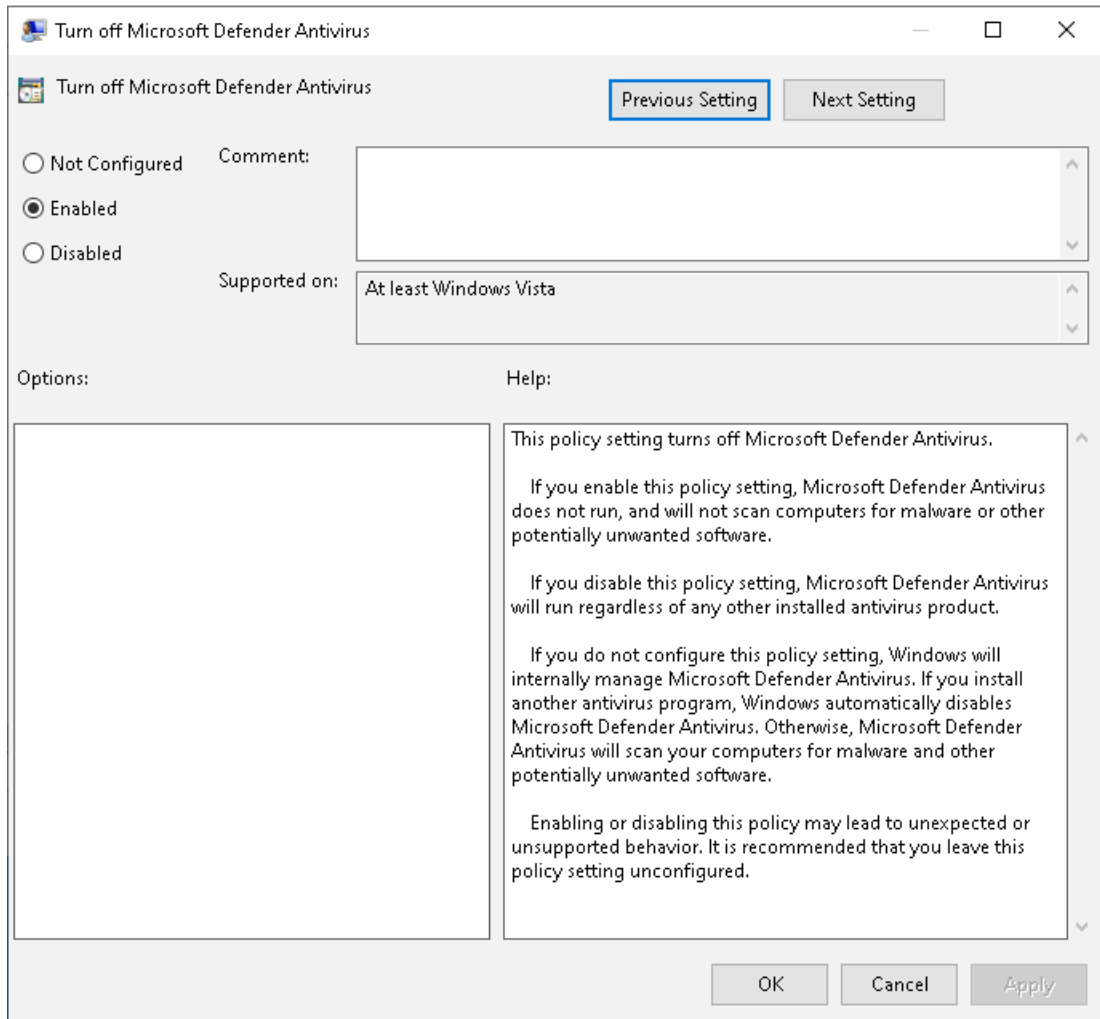 Turn off Microsoft Defender Antivirus
Turn off Microsoft Defender Antivirus
Previous Setting
Next Setting
Not Configured
Enabled
Disabled
Comment:
Supported on:
At least Windows Vista
Options:
Help:
This policy setting turns off Microsoft Defender Antivirus.
If you enable this policy setting, Microsoft Defender Antivirus
does not run, and will not scan computers for malware or other
potentially unwanted software.
If you disable this policy setting, Microsoft Defender Antivirus
will run regardless of any other installed antivirus product.
If you do not configure this policy setting, Windows will
internally manage Microsoft Defender Antivirus. If you install
another antivirus program, Windows automatically disables
Microsoft Defender Antivirus. Otherwise, Microsoft Defender
Antivirus will scan your computers for malware and other
potentially unwanted software.
Enabling or disabling this policy may lead to unexpected or
unsupported behavior. It is recommended that you leave this
policy setting unconfigured.
OK
Cancel
Apply